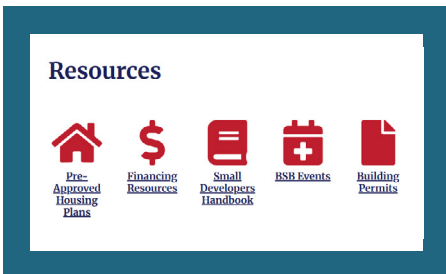 Resources
Pre-
Approved
Housing
Plans
Financing
Resources
Small
Developers
Handbook
BSB Events
Building
Permits